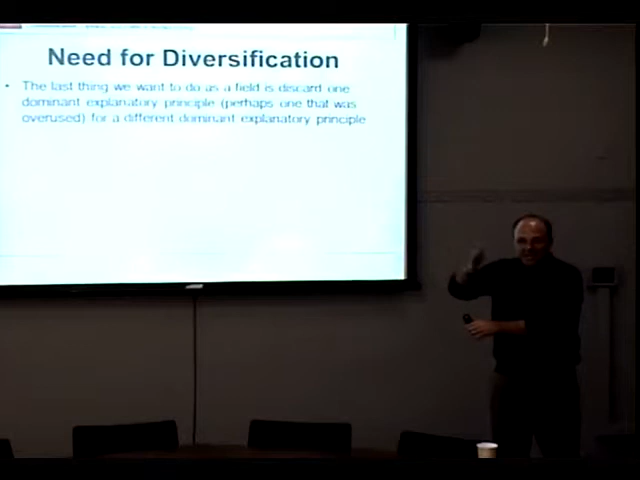 Need for Diversification
• The last thing we want to do as a field is discard one
dominant explanatory principle (perhaps one that was
overused) for a different dominant explanatory principle